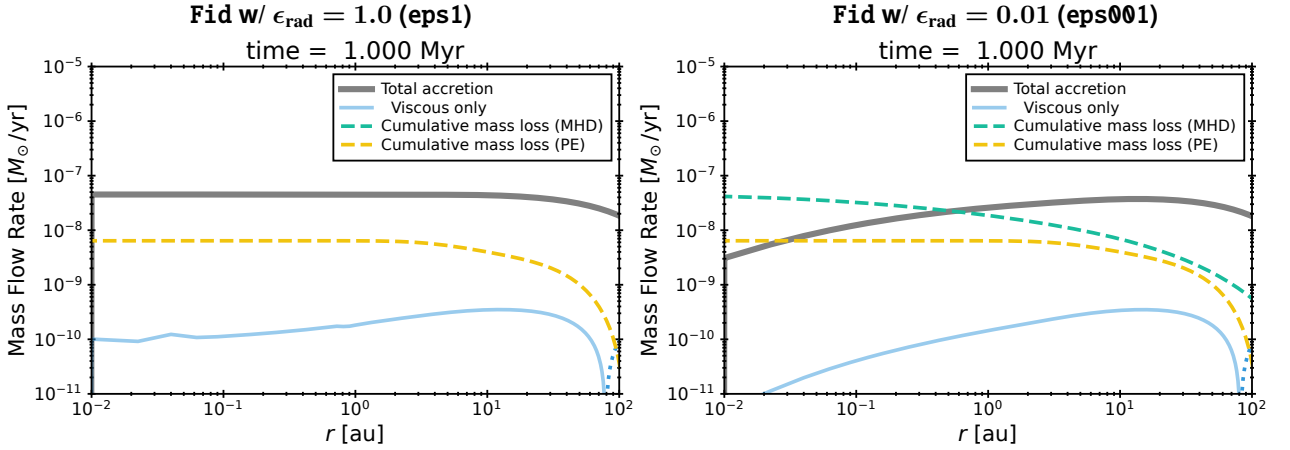 Fid w/ ϵrad = 1.0 (eps1)
time = 1.000 Myr
10⁻⁵
10⁻⁶
10⁻⁷
10⁻⁸
10⁻⁹
10⁻¹⁰
10⁻¹¹
Mass Flow Rate [M⊙/yr]
Total accretion
Viscous only
Cumulative mass loss (MHD)
Cumulative mass loss (PE)
10⁻² 10⁻¹ 10⁰ 10¹ 10²
r [au]
Fid w/ ϵrad = 0.01 (eps001)
time = 1.000 Myr
10⁻⁵
10⁻⁶
10⁻⁷
10⁻⁸
10⁻⁹
10⁻¹⁰
10⁻¹¹
Mass Flow Rate [M⊙/yr]
Total accretion
Viscous only
Cumulative mass loss (MHD)
Cumulative mass loss (PE)
10⁻² 10⁻¹ 10⁰ 10¹ 10²
r [au]